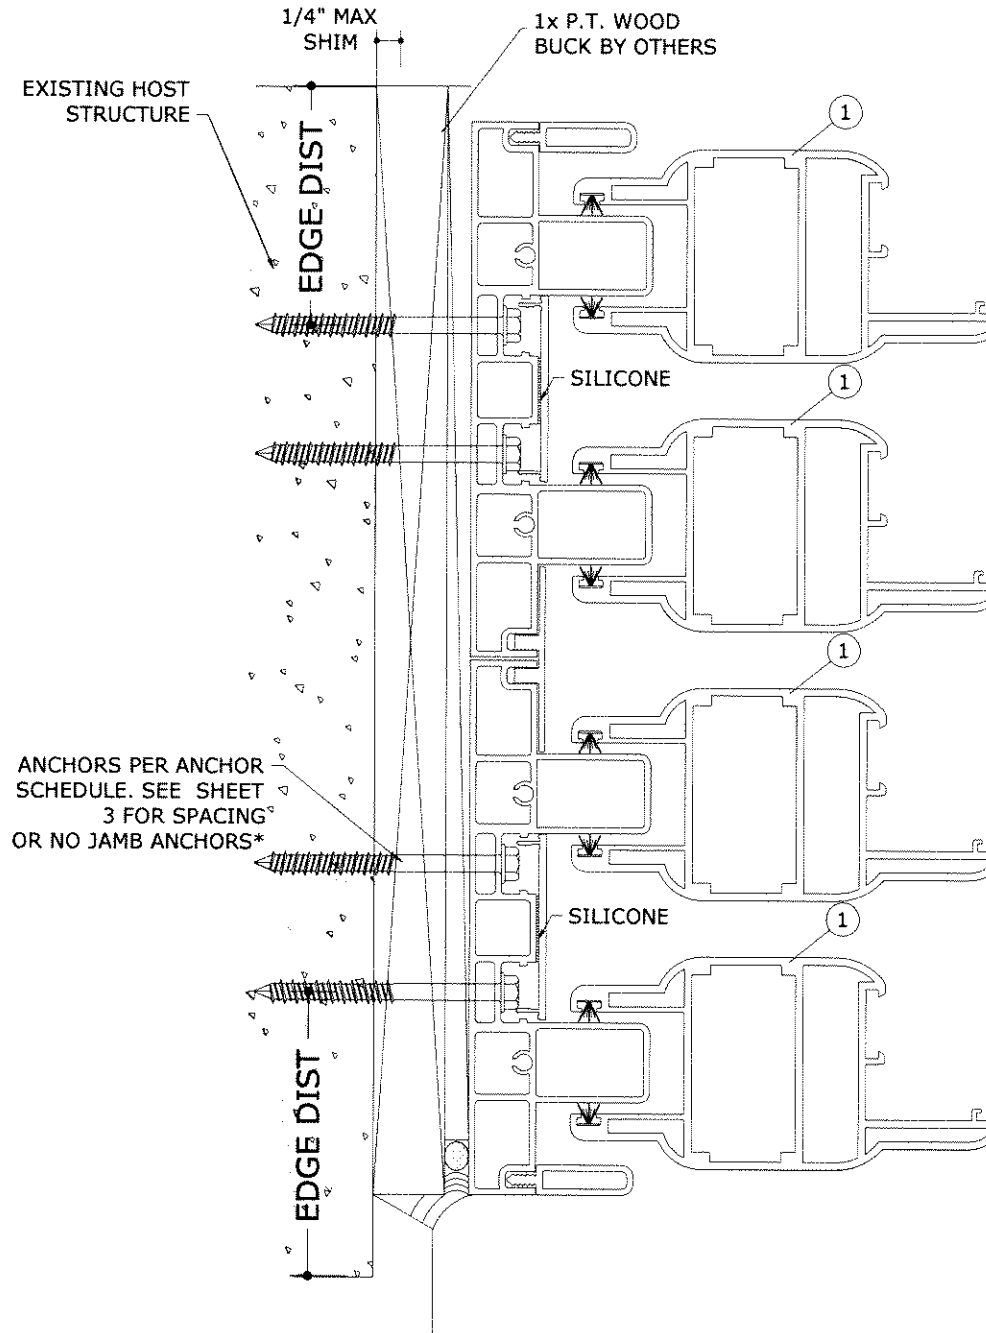 1/4" MAX
SHIM
1x P.T. WOOD
BUCK BY OTHERS
EXISTING HOST
STRUCTURE
EDGE DIST
1
SILICONE
1
1
ANCHORS PER ANCHOR
SCHEDULE. SEE SHEET
3 FOR SPACING
OR NO JAMB ANCHORS*
SILICONE
1
EDGE DIST